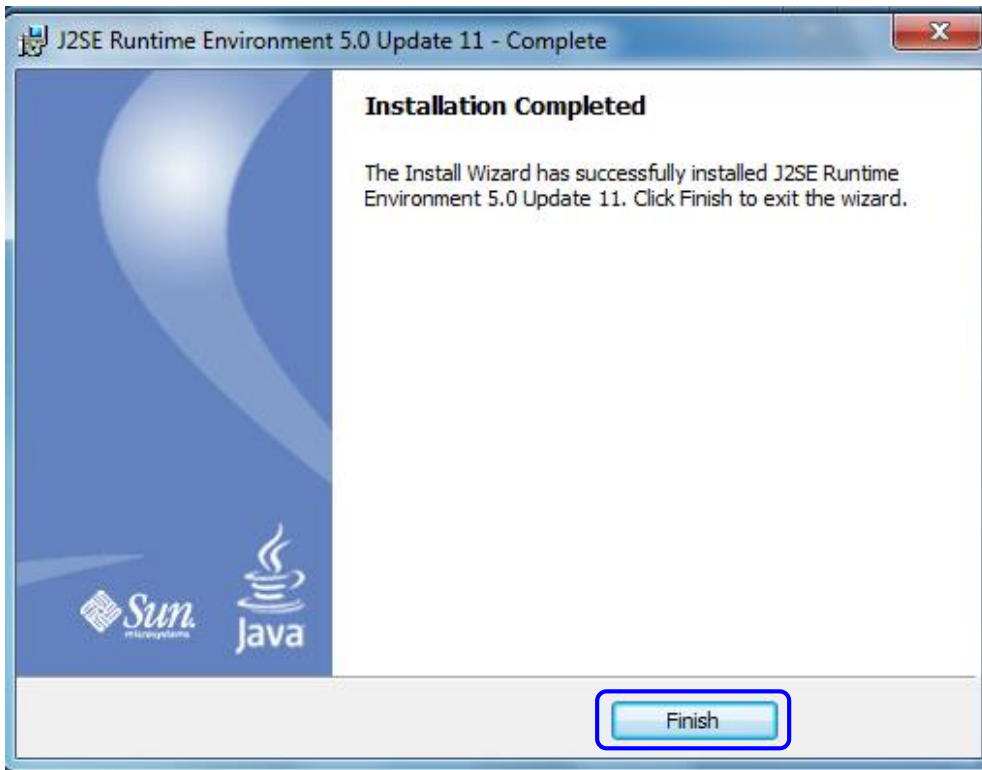 J2SE Runtime Environment 5.0 Update 11 - Complete
Installation Completed
The Install Wizard has successfully installed J2SE Runtime
Environment 5.0 Update 11. Click Finish to exit the wizard.
Sun
microsystems
Java
Finish